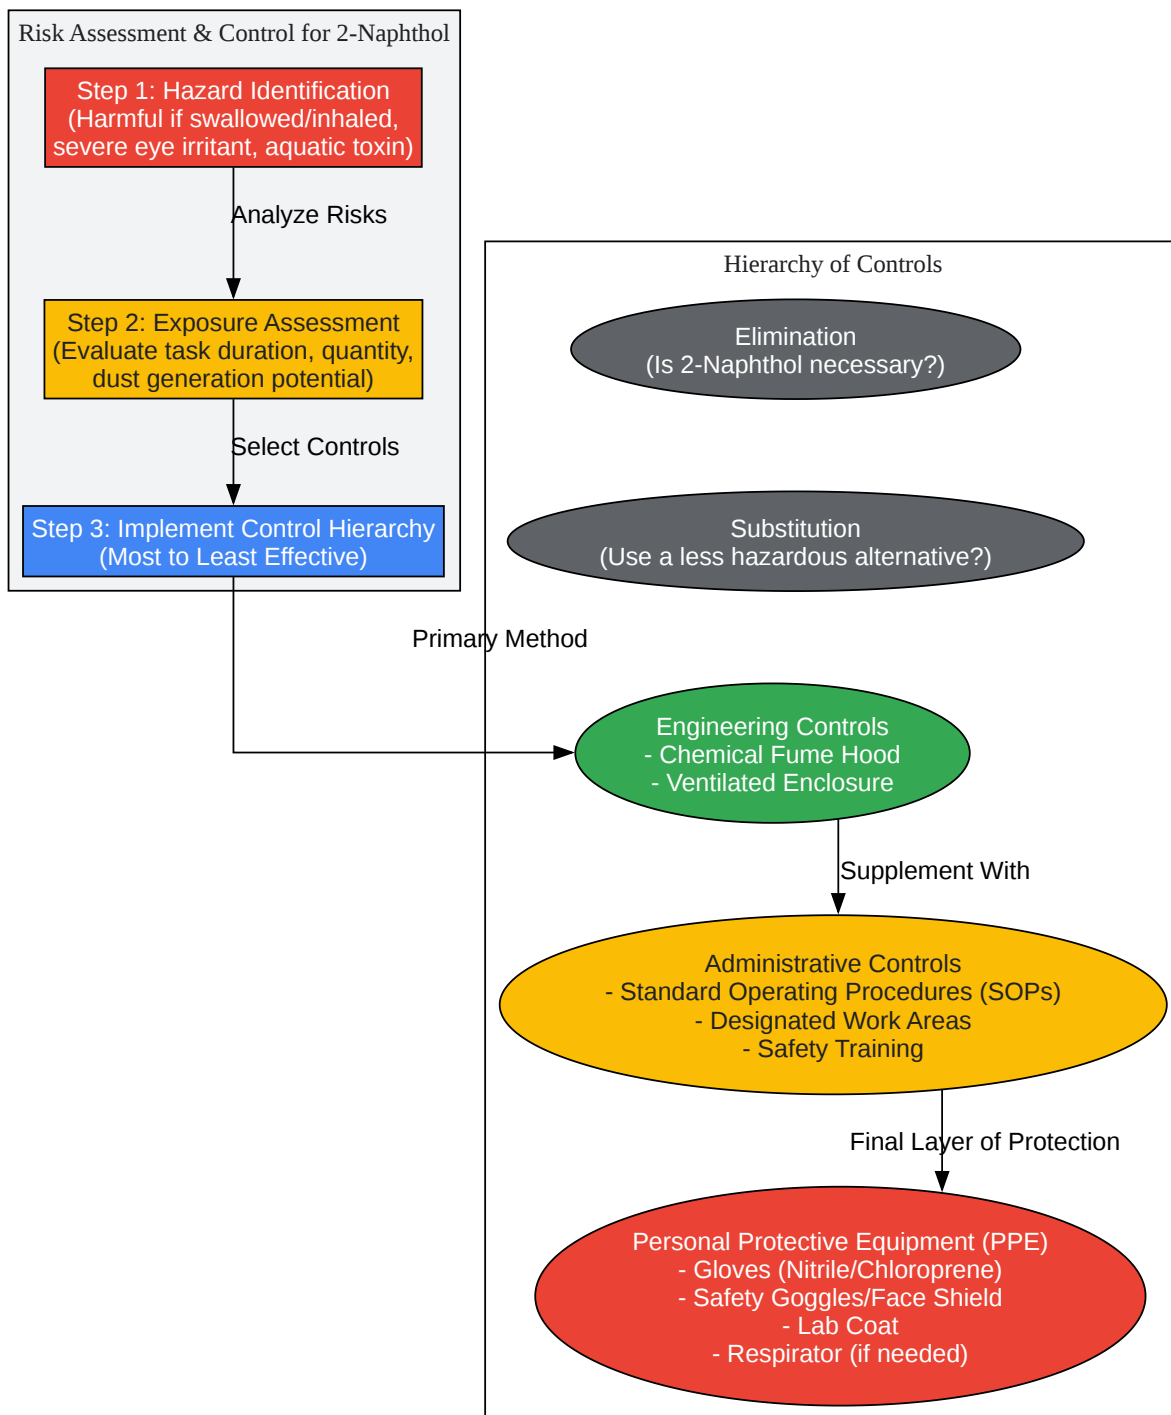 Risk Assessment & Control for 2-Naphthol
Step 1: Hazard Identification
(Harmful if swallowed/inhaled,
severe eye irritant, aquatic toxin)
Analyze Risks
Step 2: Exposure Assessment
(Evaluate task duration, quantity,
dust generation potential)
Select Controls
Step 3: Implement Control Hierarchy
(Most to Least Effective)
Primary Method
Hierarchy of Controls
Elimination
(Is 2-Naphthol necessary?)
Substitution
(Use a less hazardous alternative?)
Engineering Controls
- Chemical Fume Hood
- Ventilated Enclosure
Supplement With
Administrative Controls
- Standard Operating Procedures (SOPs)
- Designated Work Areas
- Safety Training
Final Layer of Protection
Personal Protective Equipment (PPE)
- Gloves (Nitrile/Chloroprene)
- Safety Goggles/Face Shield
- Lab Coat
- Respirator (if needed)